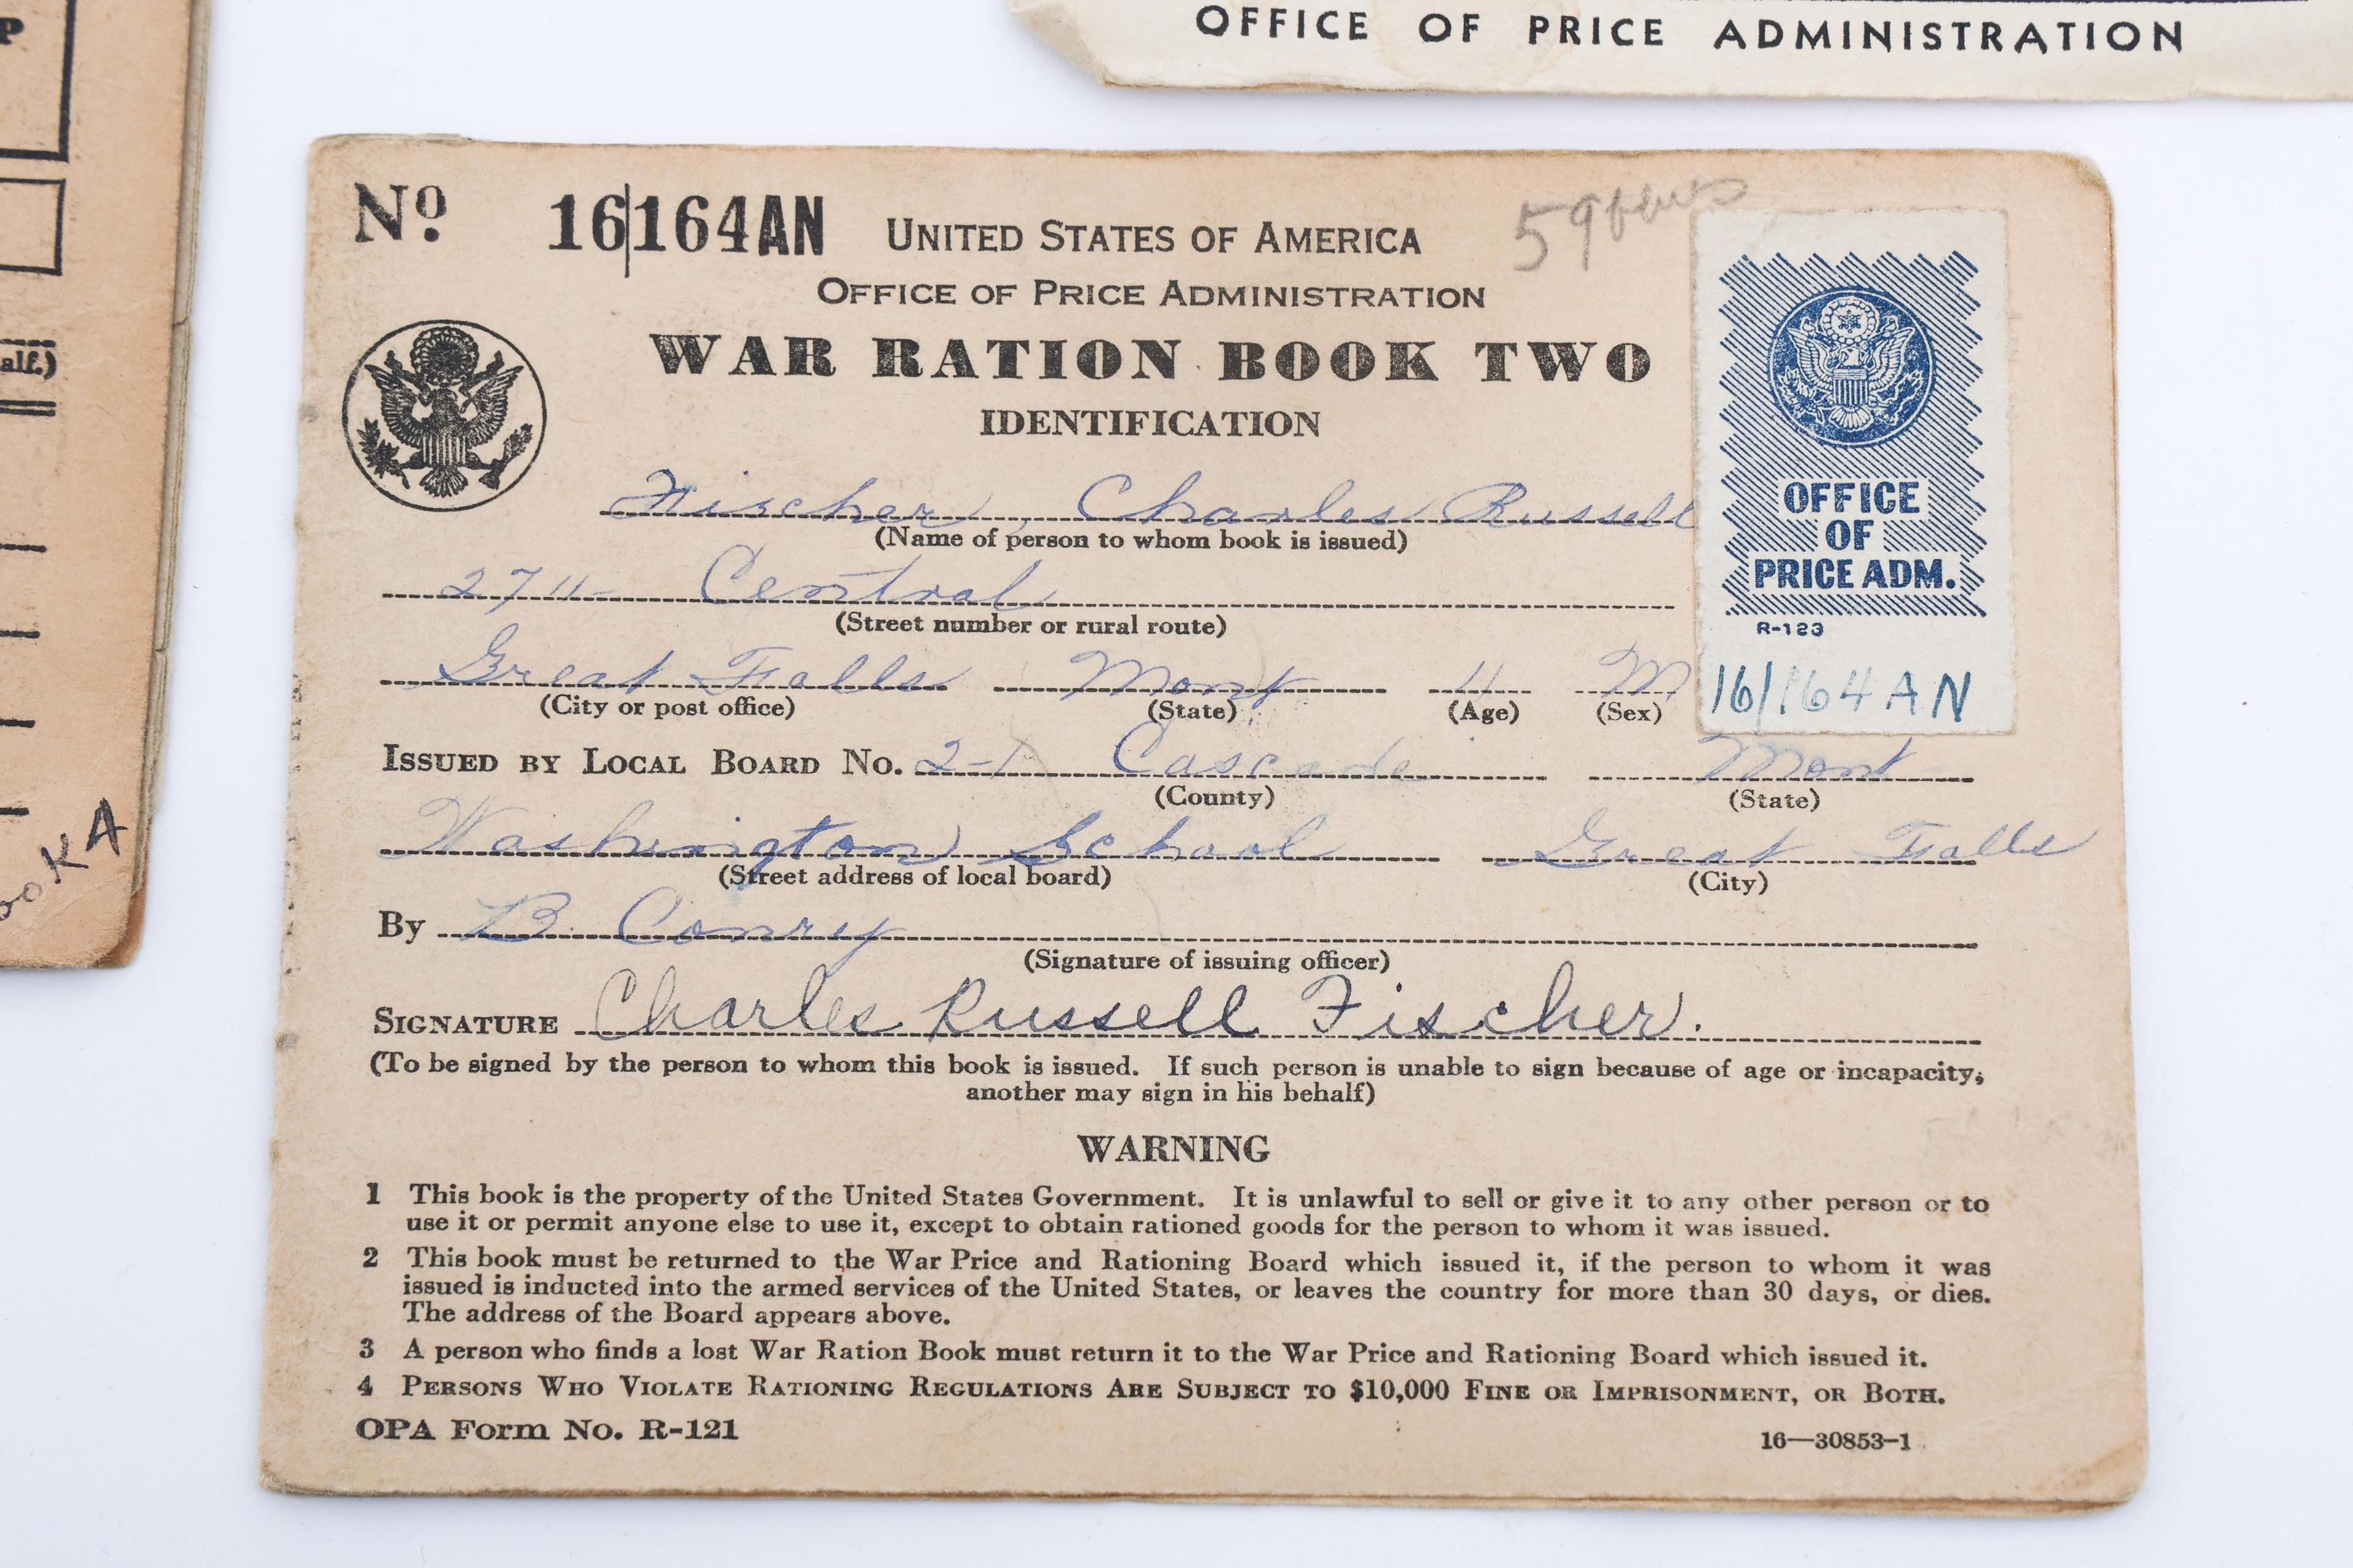 P
alf.)
ooKA
OFFICE OF PRICE ADMINISTRATION
No. 16164AN
59
UNITED STATES OF AMERICA
OFFICE OF PRICE ADMINISTRATION
WAR RATION BOOK TWO
IDENTIFICATION
Fischer, Charles Russell
(Name of person to whom book is issued)
2711- Central
(Street number or rural route)
Great Falls Mont 11 M
(City or post office) (State) (Age) (Sex)
OFFICE
OF
PRICE ADM.
R-123
16/164AN
ISSUED BY LOCAL BOARD NO. 2-1 Cascade Mont
(County) (State)
Washington School Great Falls
(Street address of local board) (City)
By B. Conry
(Signature of issuing officer)
SIGNATURE Charles Russell Fischer.
(To be signed by the person to whom this book is issued. If such person is unable to sign because of age or incapacity,
another may sign in his behalf)
WARNING
1 This book is the property of the United States Government. It is unlawful to sell or give it to any other person or to
use it or permit anyone else to use it, except to obtain rationed goods for the person to whom it was issued.
2 This book must be returned to the War Price and Rationing Board which issued it, if the person to whom it was
issued is inducted into the armed services of the United States, or leaves the country for more than 30 days, or dies.
The address of the Board appears above.
3 A person who finds a lost War Ration Book must return it to the War Price and Rationing Board which issued it.
4 PERSONS WHO VIOLATE RATIONING REGULATIONS ARE SUBJECT TO $10,000 FINE OR IMPRISONMENT, OR BOTH.
OPA Form No. R-121
16—30853-1